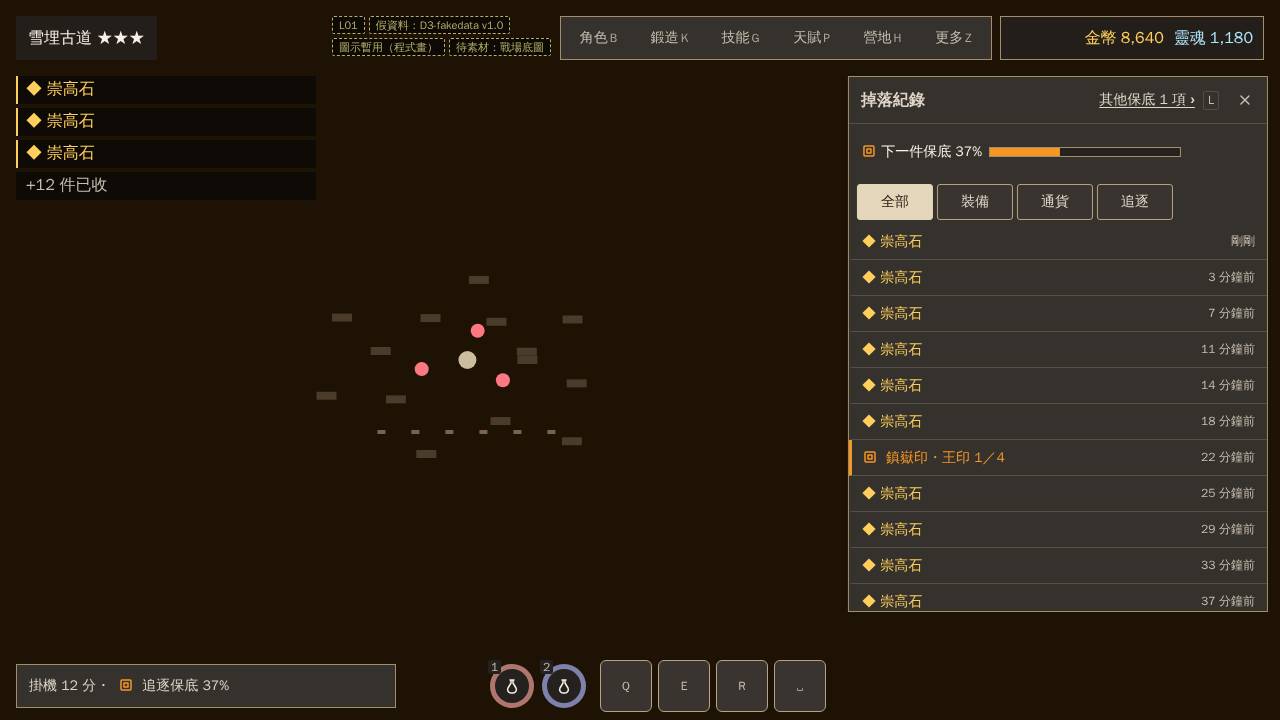 雪埋古道 ★★★
L01 假資料：D3-fakedata v1.0
圖示暫用（程式畫） 待素材：戰場底圖
角色B 鍛造K 技能G 天賦P 營地H 更多Z
金幣 8,640 靈魂 1,180
崇高石
崇高石
崇高石
+12 件已收
掉落紀錄 其他保底 1 項 › L ×
下一件保底 37%
全部 裝備 通貨 追逐
崇高石 剛剛
崇高石 3 分鐘前
崇高石 7 分鐘前
崇高石 11 分鐘前
崇高石 14 分鐘前
崇高石 18 分鐘前
鎮嶽印・王印 1／4 22 分鐘前
崇高石 25 分鐘前
崇高石 29 分鐘前
崇高石 33 分鐘前
崇高石 37 分鐘前
掛機 12 分・ 追逐保底 37%
1 2 Q E R ␣